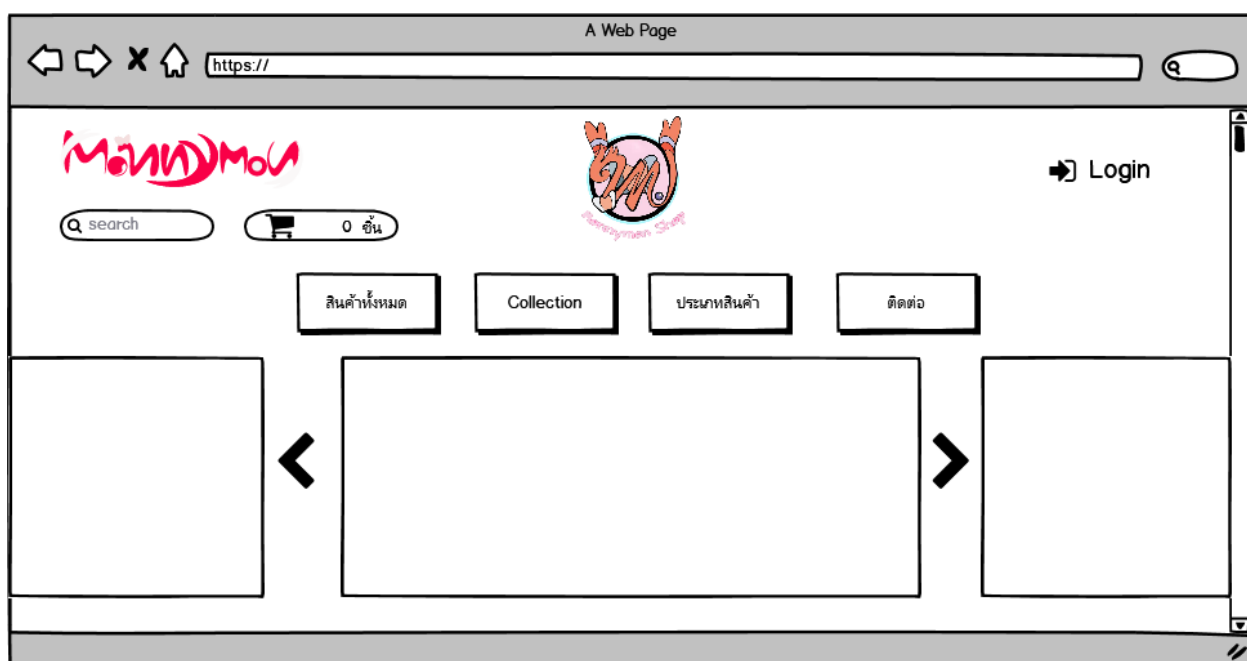 A Web Page
https://
Login
search
0 ชิ้น
สินค้าทั้งหมด
Collection
ประเภทสินค้า
ติดต่อ